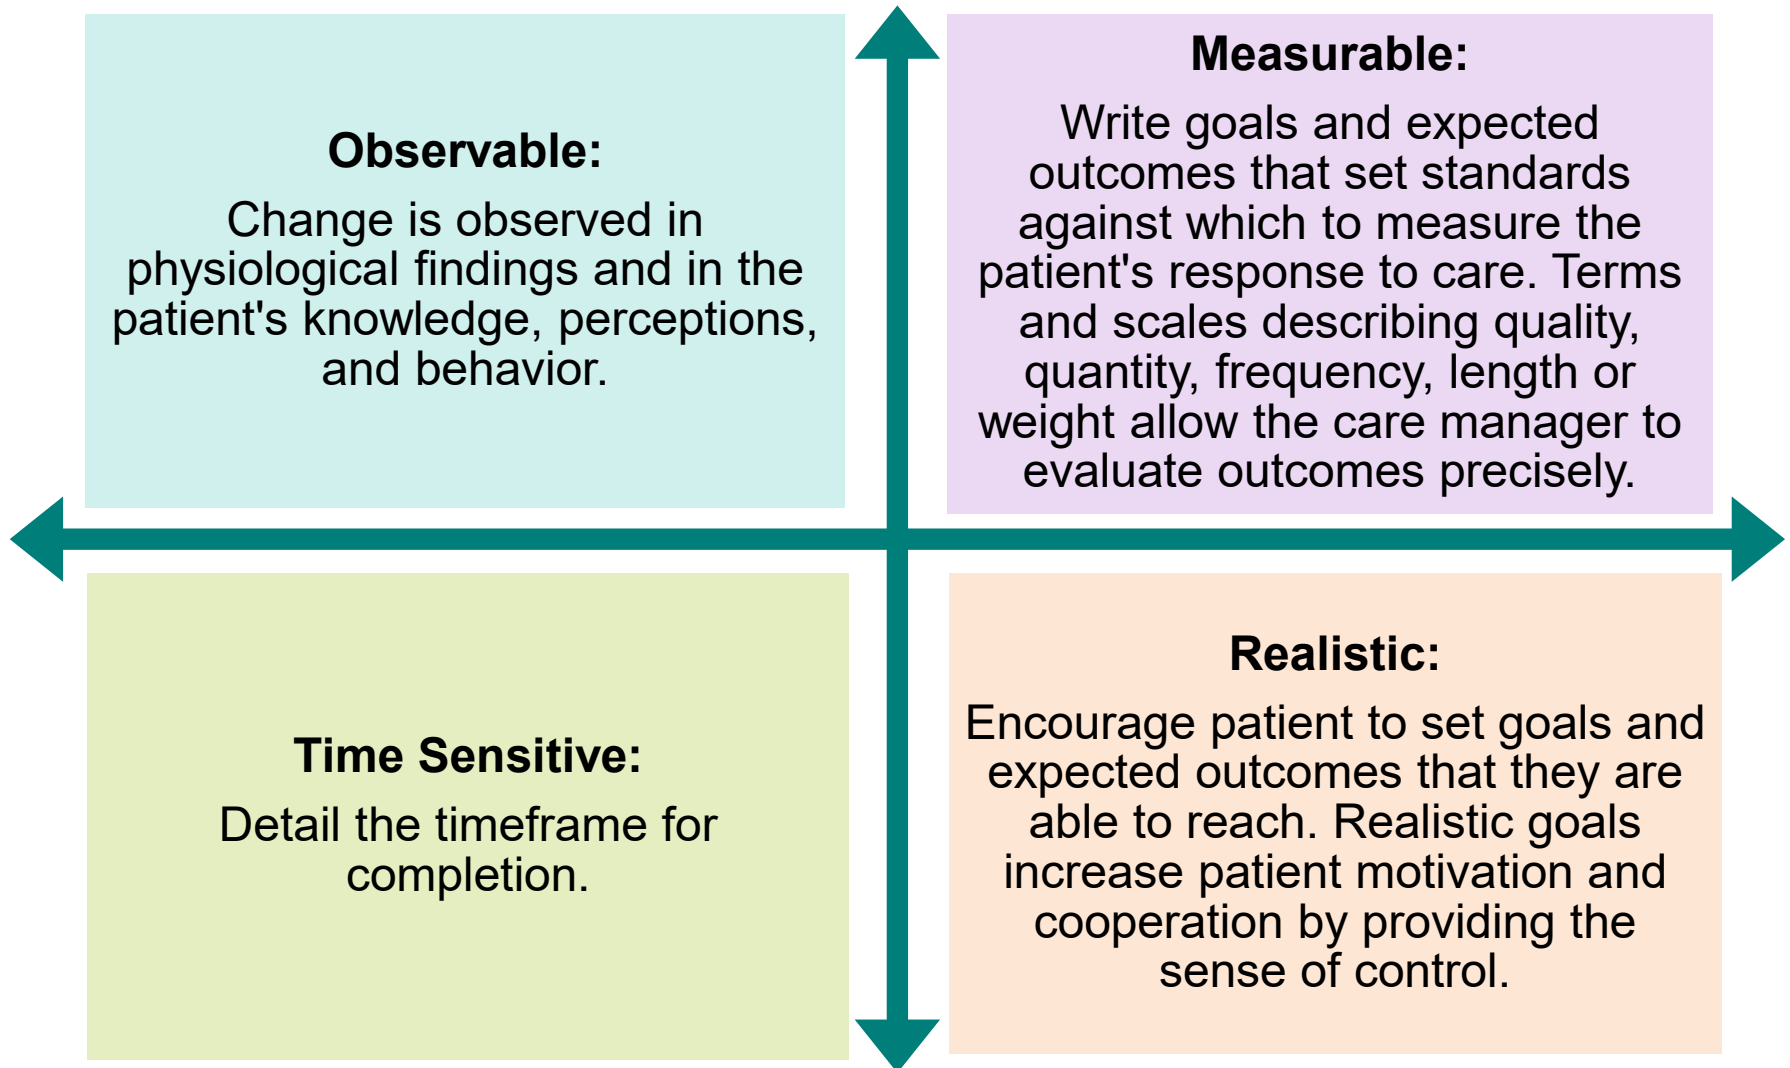 Observable:
Change is observed in
physiological findings and in the
patient's knowledge, perceptions,
and behavior.
Measurable:
Write goals and expected
outcomes that set standards
against which to measure the
patient's response to care. Terms
and scales describing quality,
quantity, frequency, length or
weight allow the care manager to
evaluate outcomes precisely.
Time Sensitive:
Detail the timeframe for
completion.
Realistic:
Encourage patient to set goals and
expected outcomes that they are
able to reach. Realistic goals
increase patient motivation and
cooperation by providing the
sense of control.